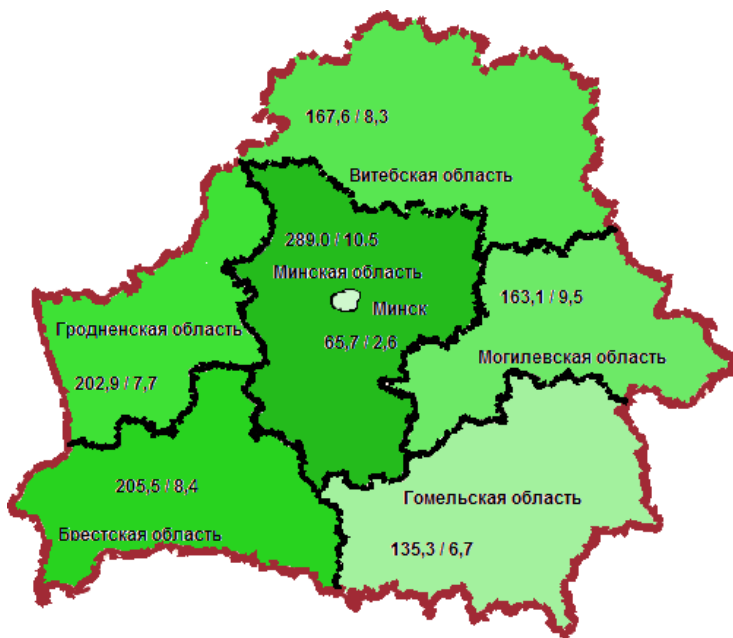 167,6 / 8,3
Витебская область
289.0 / 10.5
Минская область
Минск
65,7 / 2,6
163,1 / 9,5
Могилевская область
Гродненская область
202,9 / 7,7
205,5 / 8,4
Брестская область
Гомельская область
135,3 / 6,7